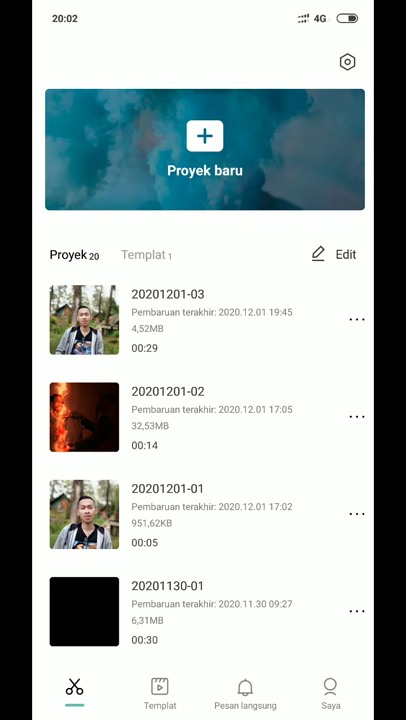 20:02
4G
Proyek baru
Proyek 20
Templat 1
Edit
20201201-03
Pembaruan terakhir: 2020.12.01 19:45
4,52MB
00:29
20201201-02
Pembaruan terakhir: 2020.12.01 17:05
32,53MB
00:14
20201201-01
Pembaruan terakhir: 2020.12.01 17:02
951,62KB
00:05
20201130-01
Pembaruan terakhir: 2020.11.30 09:27
6,31MB
00:30
Templat
Pesan langsung
Saya